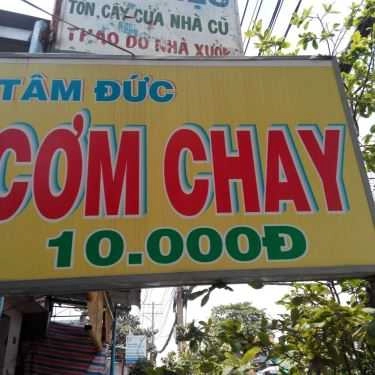 TÔN, CÂY CỬA NHÀ CŨ
THÁO DỠ NHÀ XƯỞNG
TÂM ĐỨC
CƠM CHAY
10.000Đ